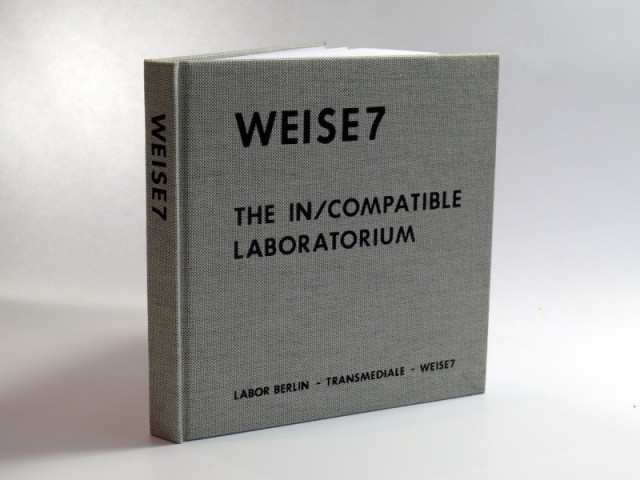 WEISE7
WEISE7
THE IN/COMPATIBLE
LABORATORIUM
LABOR BERLIN - TRANSMEDIALE - WEISE7